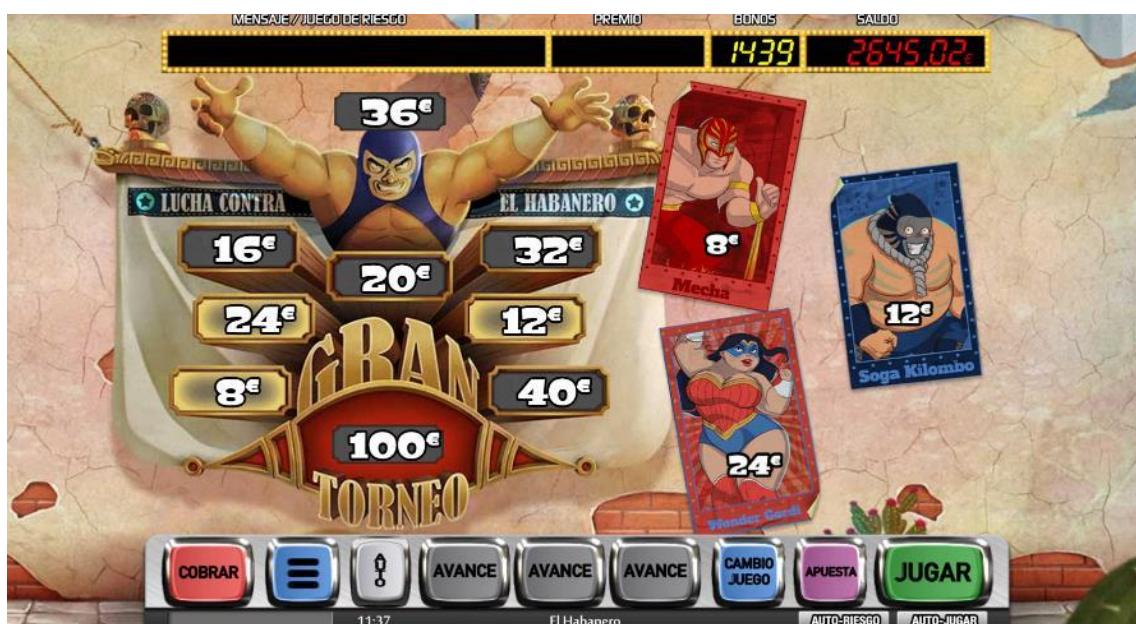 MENSAJE / JUEGO DE RIESGO
PREMIO
BONOS
SALDO
1439
2645,02€
36€
LUCHA CONTRA
EL HABANERO
16€
32€
20€
24€
12€
GRAN
8€
40€
100€
TORNEO
8€
Mecha
12€
Soga Kilombo
24€
Wonder Gordi
COBRAR
AVANCE
AVANCE
AVANCE
CAMBIO
JUEGO
APUESTA
JUGAR
11:37
El Habanero
AUTO-RIESGO
AUTO-JUGAR